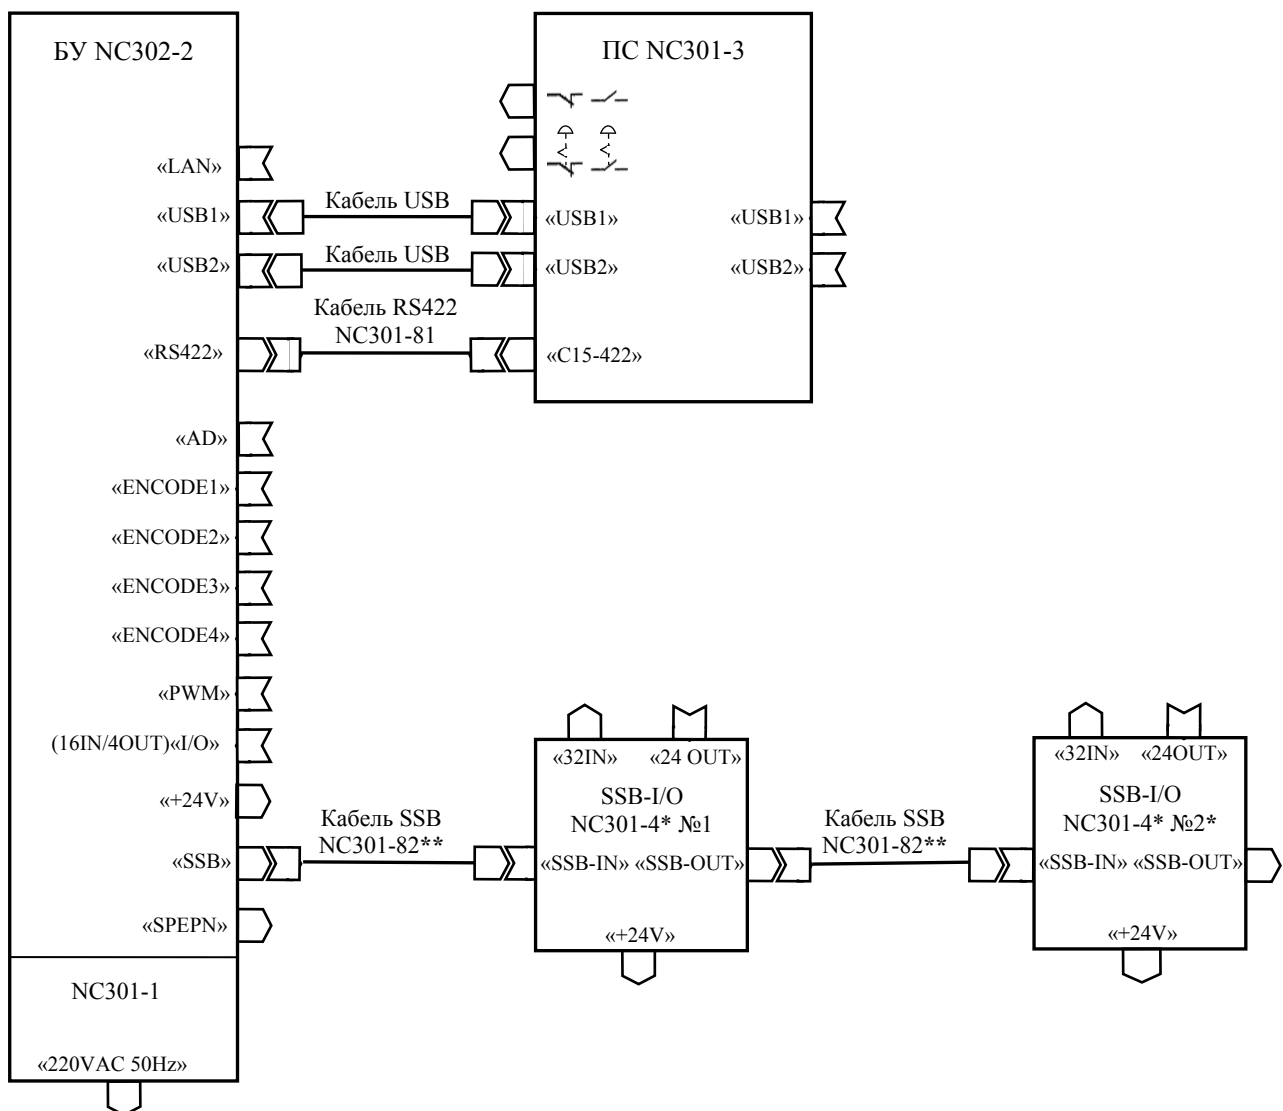 БУ NC302-2
«LAN»
«USB1»
«USB2»
«RS422»
«AD»
«ENCODE1»
«ENCODE2»
«ENCODE3»
«ENCODE4»
«PWM»
(16IN/4OUT)«I/O»
«+24V»
«SSB»
«SPEPN»
NC301-1
«220VAC 50Hz»
Кабель USB
Кабель USB
Кабель RS422
NC301-81
ПС NC301-3
«USB1»
«USB1»
«USB2»
«USB2»
«C15-422»
Кабель SSB
NC301-82**
«32IN»
«24 OUT»
SSB-I/O
NC301-4* №1
«SSB-IN» «SSB-OUT»
«+24V»
Кабель SSB
NC301-82**
«32IN»
«24OUT»
SSB-I/O
NC301-4* №2*
«SSB-IN» «SSB-OUT»
«+24V»